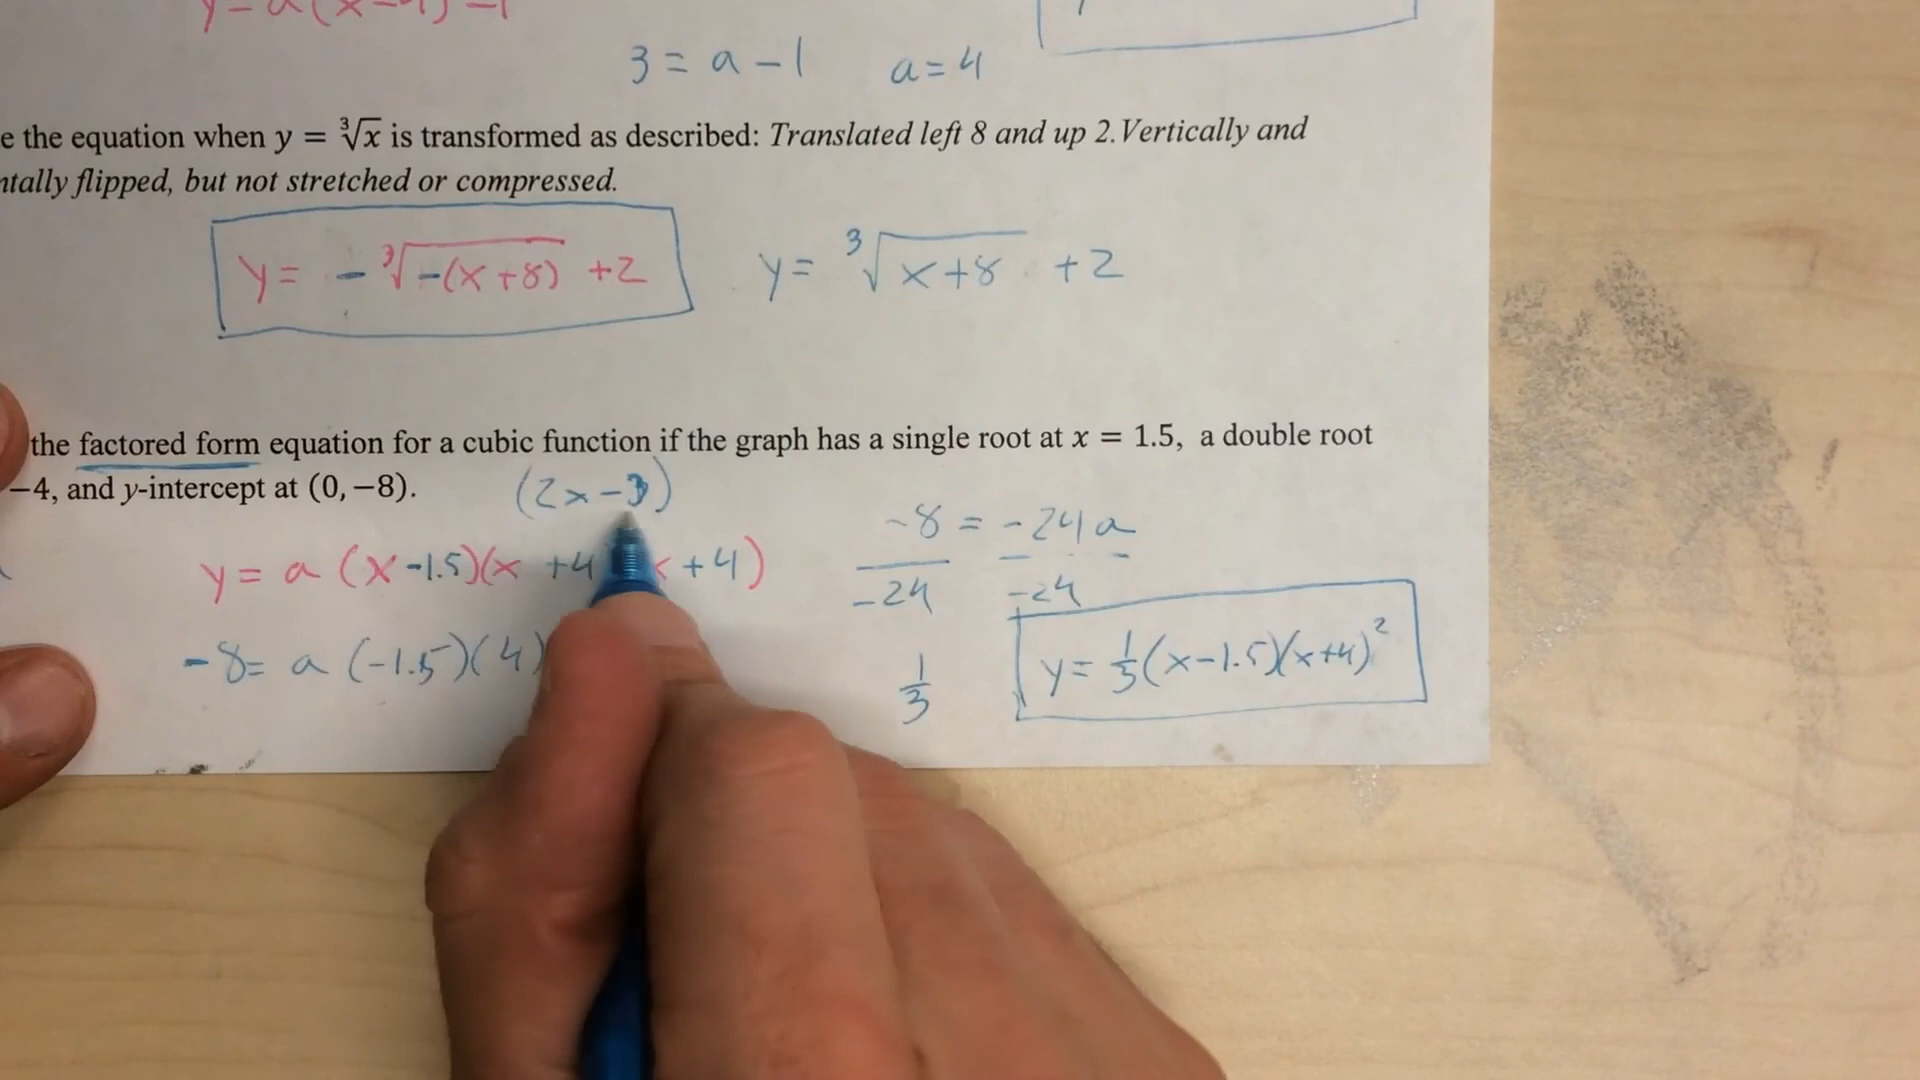 y = a(x-4) -1
3 = a - 1   a = 4
e the equation when y = ∛x is transformed as described: Translated left 8 and up 2. Vertically and
ntally flipped, but not stretched or compressed.
y = -∛(-(x+8)) +2   y = ∛(x+8) +2
the factored form equation for a cubic function if the graph has a single root at x = 1.5, a double root
−4, and y-intercept at (0, −8).   (2x-3)
-8 = -24a
y = a (x-1.5)(x +4   +4)
-24   -24
-8 = a (-1.5)(4)
1/3   y = 1/3(x-1.5)(x+4)²